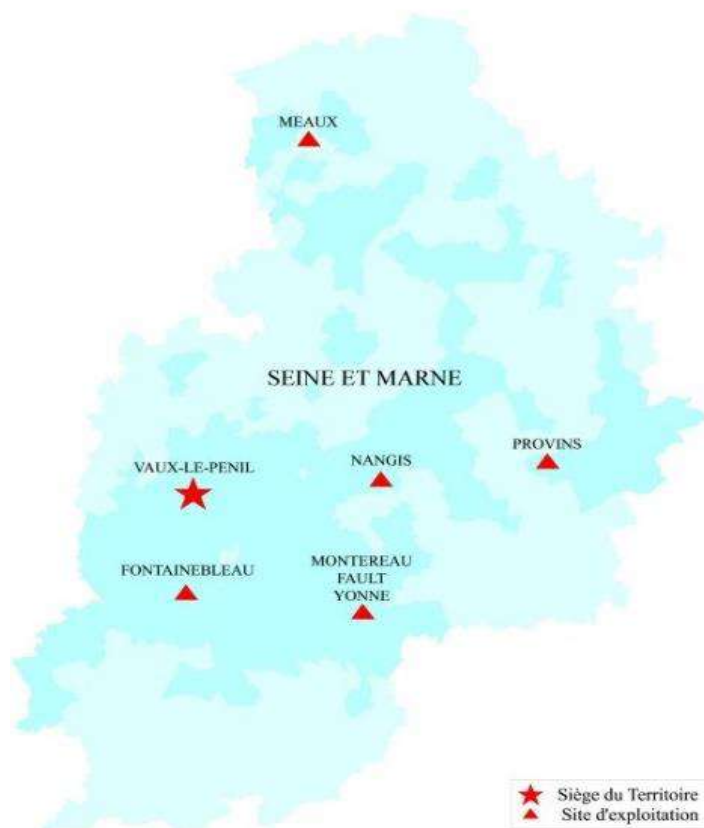 MEAUX
SEINE ET MARNE
PROVINS
NANGIS
VAUX-LE-PENIL
MONTEREAU
FAULT
YONNE
FONTAINEBLEAU
Siège du Territoire
Site d'exploitation